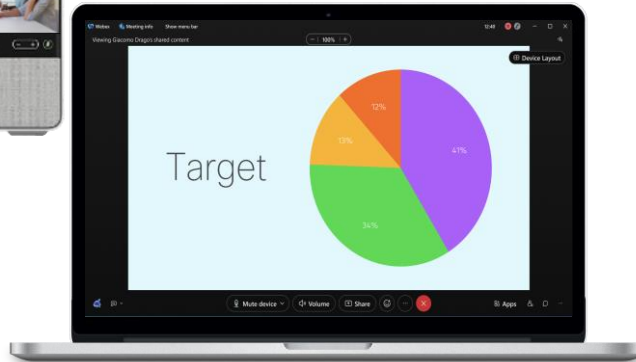 Webex Meeting info Show menu bar 12:40
Viewing Giacomo Drago's shared content − 100% +
Device Layout
Target
12%
13%
41%
34%
Mute device Volume Share Apps